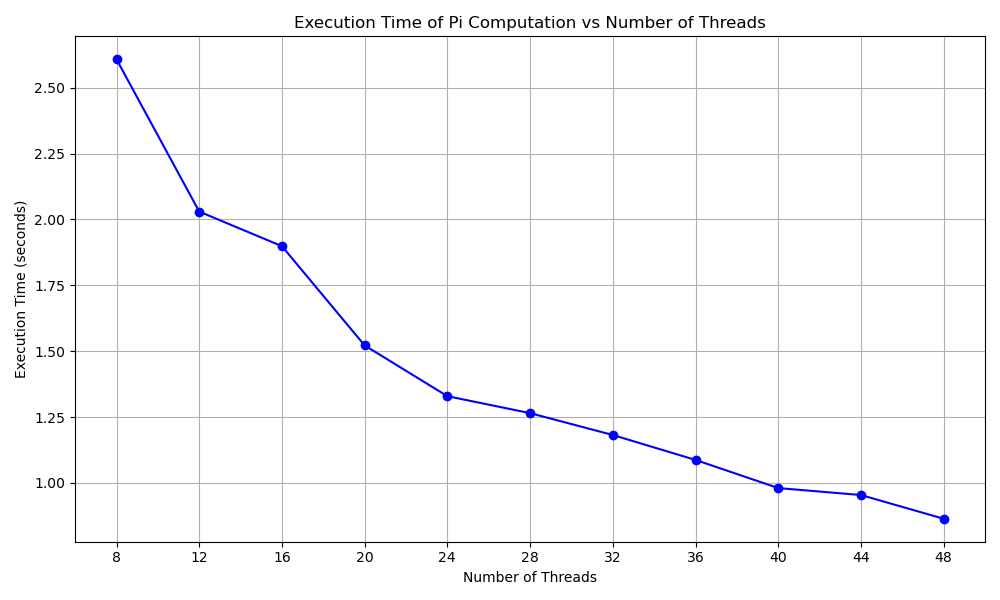 Execution Time of Pi Computation vs Number of Threads
Execution Time (seconds)
2.50
2.25
2.00
1.75
1.50
1.25
1.00
8 12 16 20 24 28 32 36 40 44 48
Number of Threads